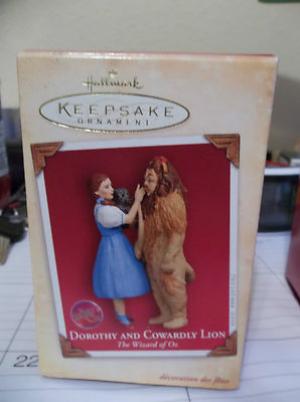 Hallmark
KEEPSAKE
ORNAMENT
DOROTHY AND COWARDLY LION
The Wizard of Oz
décoration des fêtes
22